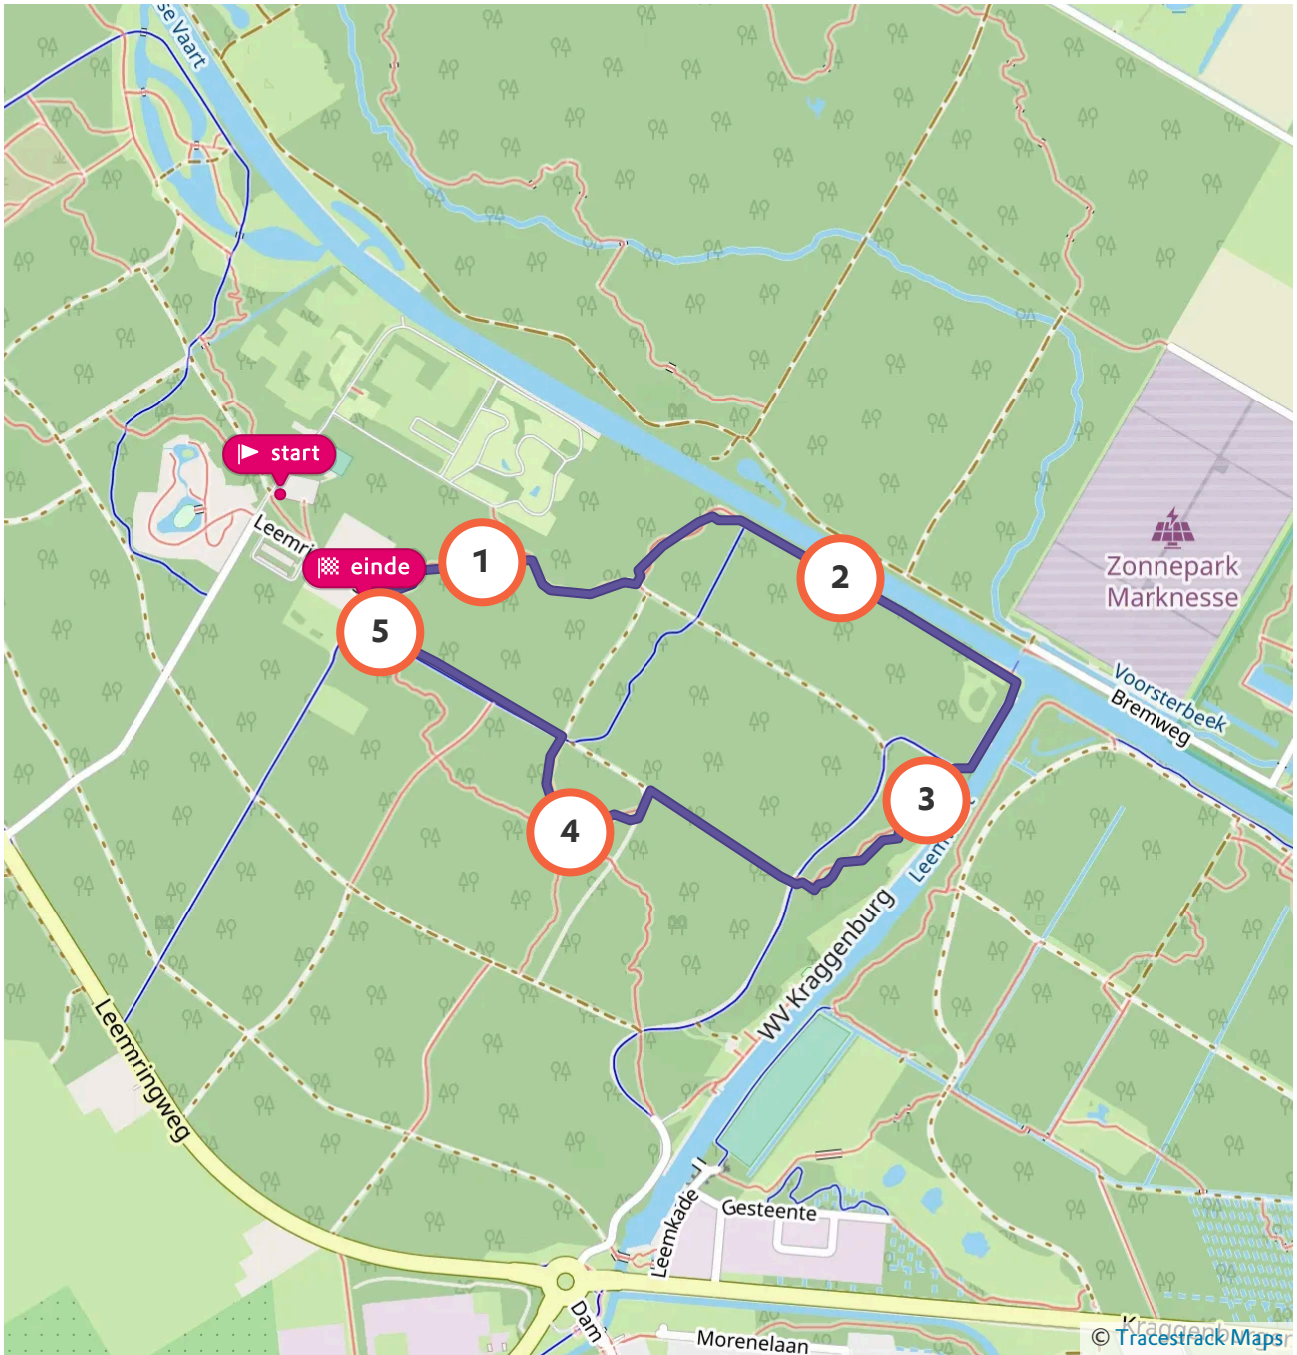 se Vaart
start
Leemri
einde
1
2
5
Zonnepark
Marknesse
Voorsterbeek
Bremweg
3
4
Leem
WV Kraggenburg
Leemringweg
Gesteente
Leemkade
Dam
Morenelaan
© Tracestrack Maps